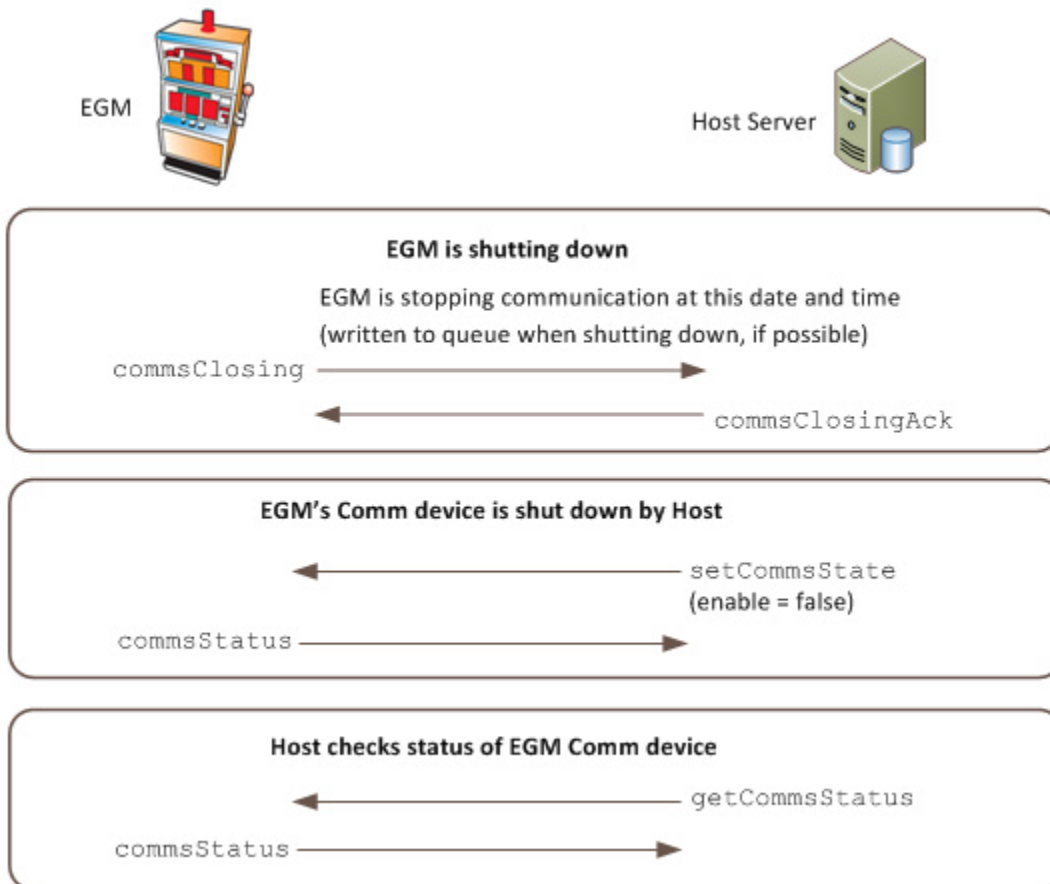 EGM
Host Server
EGM is shutting down
EGM is stopping communication at this date and time
(written to queue when shutting down, if possible)
commsClosing
commsClosingAck
EGM's Comm device is shut down by Host
setCommsState
(enable = false)
commsStatus
Host checks status of EGM Comm device
getCommsStatus
commsStatus